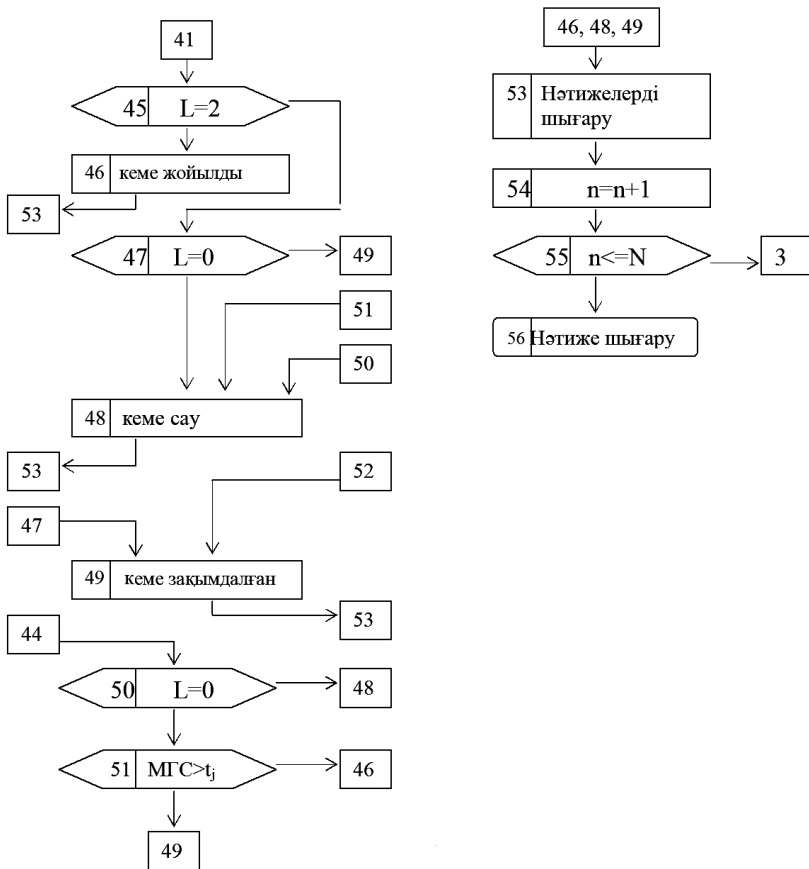 41
45 L=2
46 кеме жойылды
53
47 L=0
49
51
50
48 кеме сау
53
52
47
49 кеме зақымдалған
53
44
50 L=0
48
51 МГС>tj
46
49
46, 48, 49
53 Нәтижелерді
шығару
54 n=n+1
55 n<=N
3
56 Нәтиже шығару